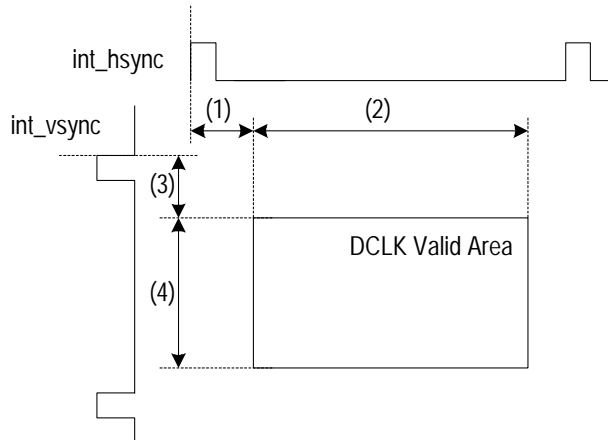 int_hsync
(1)
(2)
int_vsync
(3)
DCLK Valid Area
(4)